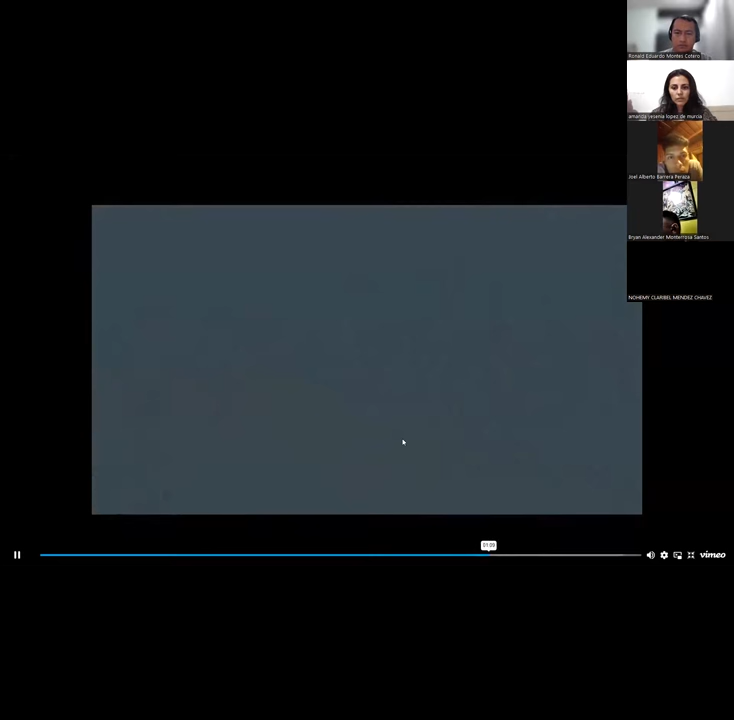 Ronald Eduardo Montes Cotero
amanda yesenia lopez de murcia
Joel Alberto Barrera Peraza
Bryan Alexander Monterrosa Santos
NOHEMY CLARIBEL MENDEZ CHAVEZ
01:09
vimeo